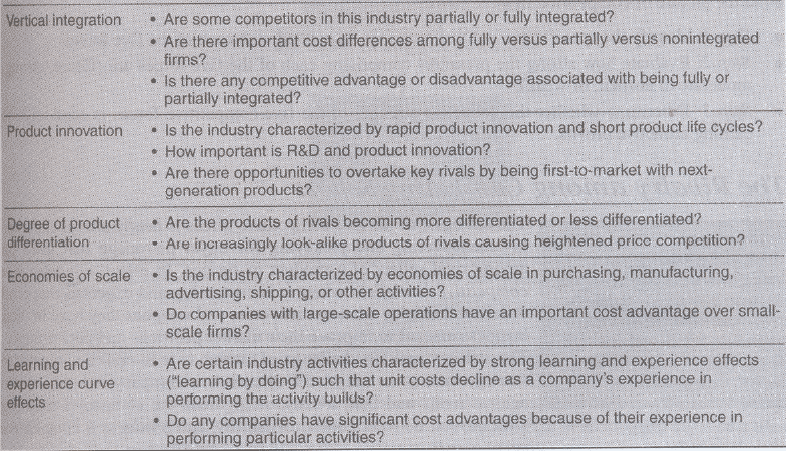 Vertical integration
• Are some competitors in this industry partially or fully integrated?
• Are there important cost differences among fully versus partially versus nonintegrated
firms?
• Is there any competitive advantage or disadvantage associated with being fully or
partially integrated?
Product innovation
• Is the industry characterized by rapid product innovation and short product life cycles?
• How important is R&D and product innovation?
• Are there opportunities to overtake key rivals by being first-to-market with next-
generation products?
Degree of product
differentiation
• Are the products of rivals becoming more differentiated or less differentiated?
• Are increasingly look-alike products of rivals causing heightened price competition?
Economies of scale
• Is the industry characterized by economies of scale in purchasing, manufacturing,
advertising, shipping, or other activities?
• Do companies with large-scale operations have an important cost advantage over small-
scale firms?
Learning and
experience curve
effects
• Are certain industry activities characterized by strong learning and experience effects
("learning by doing") such that unit costs decline as a company's experience in
performing the activity builds?
• Do any companies have significant cost advantages because of their experience in
performing particular activities?